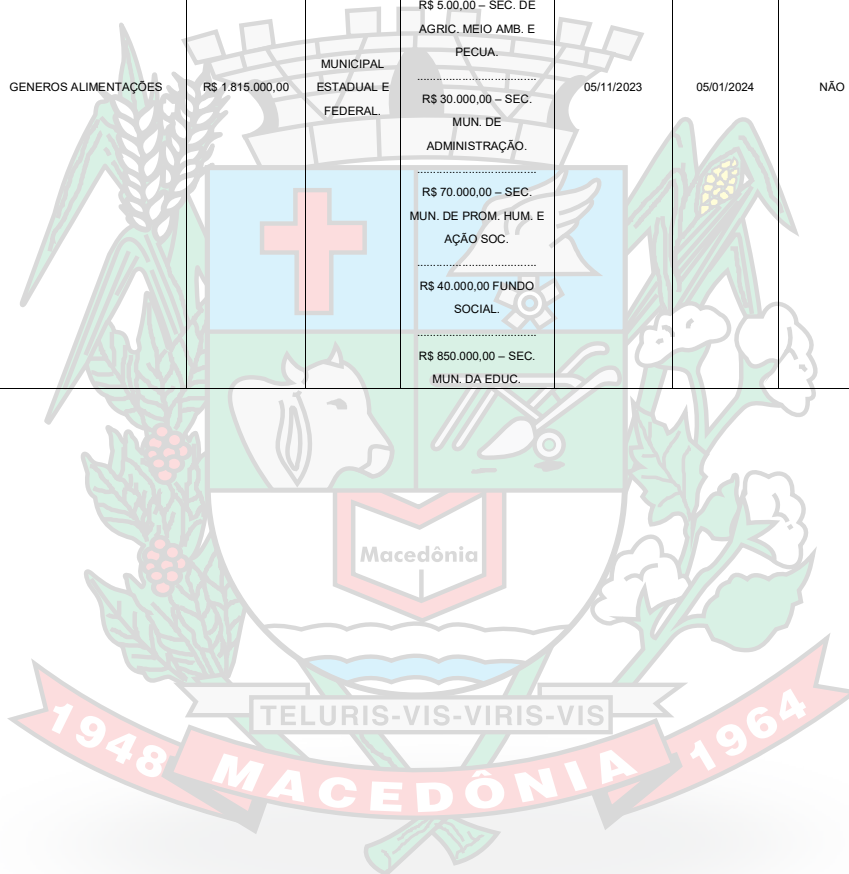 R$ 5.00,00 – SEC. DE
AGRIC. MEIO AMB. E
PECUA.
GENEROS ALIMENTAÇÕES
R$ 1.815.000,00
MUNICIPAL
ESTADUAL E
FEDERAL.
R$ 30.000,00 – SEC.
MUN. DE
ADMINISTRAÇÃO.
05/11/2023
05/01/2024
NÃO
R$ 70.000,00 – SEC.
MUN. DE PROM. HUM. E
AÇÃO SOC.
R$ 40.000,00 FUNDO
SOCIAL.
R$ 850.000,00 – SEC.
MUN. DA EDUC.
Macedônia
TELURIS-VIS-VIRIS-VIS
1948
MACEDÔNIA
1964